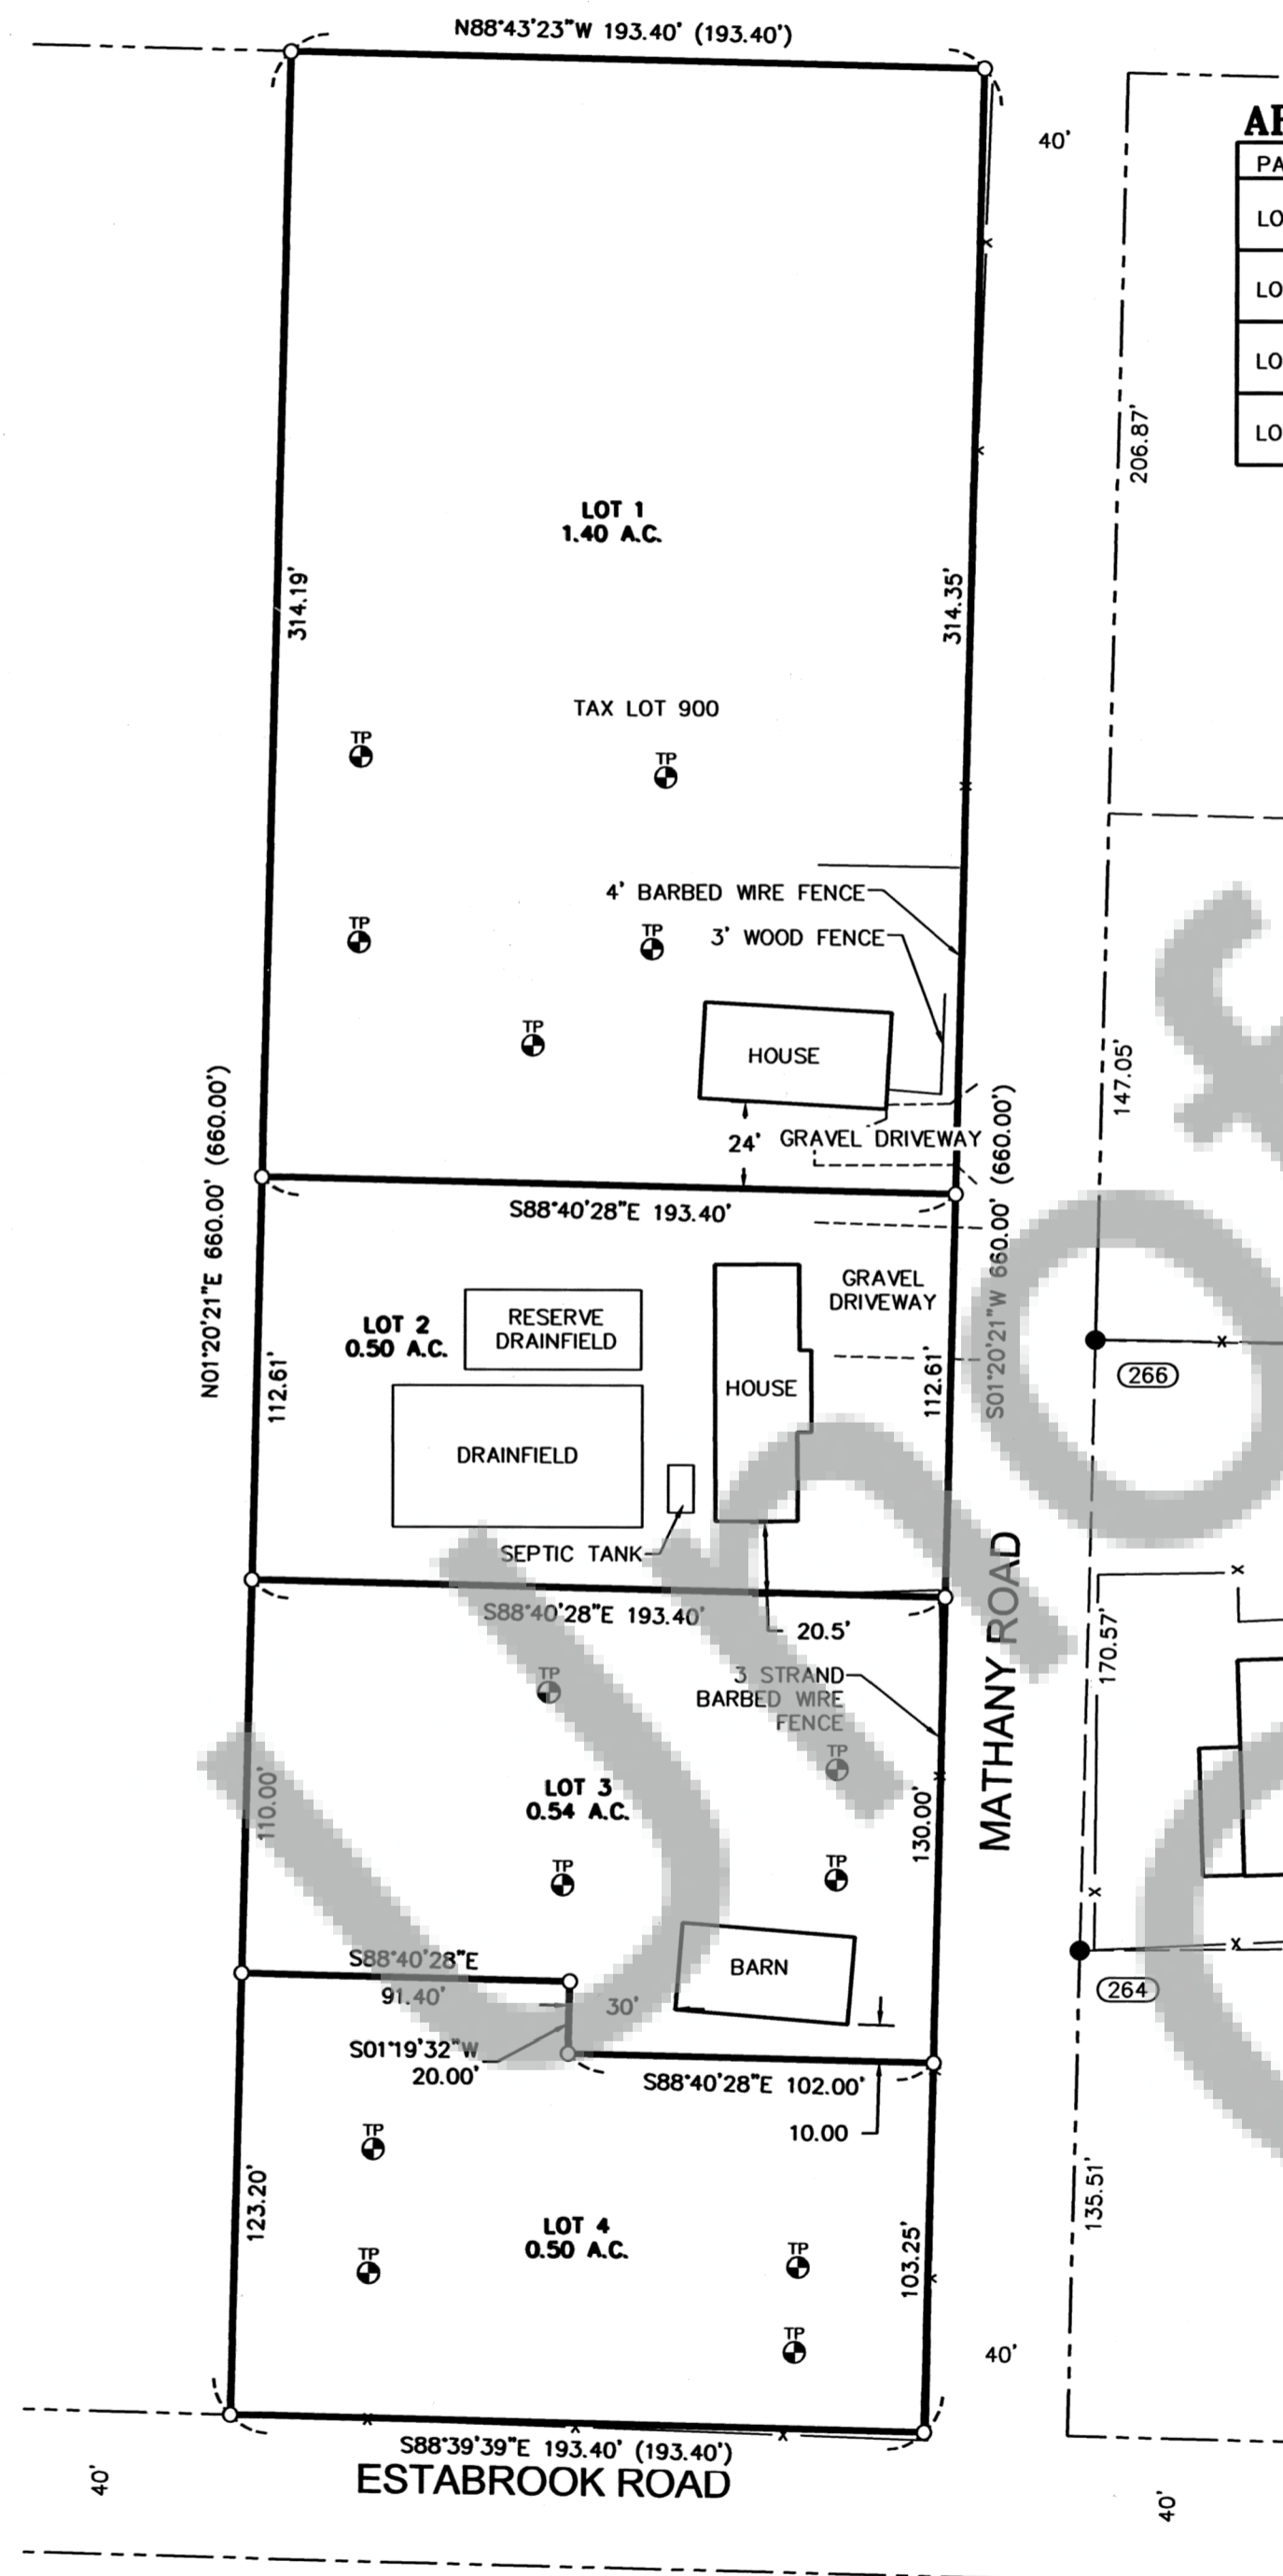 N88°43'23"W 193.40' (193.40')
40'
PA
LO
LO
LO
LO
206.87'
LOT 1
1.40 A.C.
314.19'
314.35'
TAX LOT 900
TP
TP
4' BARBED WIRE FENCE
3' WOOD FENCE
TP
TP
TP
HOUSE
147.05'
24'
GRAVEL DRIVEWAY
S88°40'28"E 193.40'
N01°20'21"E 660.00' (660.00')
S01°20'21"W 660.00' (660.00')
GRAVEL
DRIVEWAY
LOT 2
0.50 A.C.
RESERVE
DRAINFIELD
112.61'
112.61'
HOUSE
266
DRAINFIELD
SEPTIC TANK
S88°40'28"E 193.40'
20.5'
MATHANY ROAD
170.57'
3 STRAND
BARBED WIRE
FENCE
TP
TP
LOT 3
0.54 A.C.
110.00'
130.00'
TP
TP
BARN
S88°40'28"E
91.40'
30'
264
S01°19'32"W
20.00'
S88°40'28"E 102.00'
10.00
TP
123.20'
135.51'
LOT 4
0.50 A.C.
103.25'
TP
TP
TP
40'
S88°39'39"E 193.40' (193.40')
ESTABROOK ROAD
40'
40'